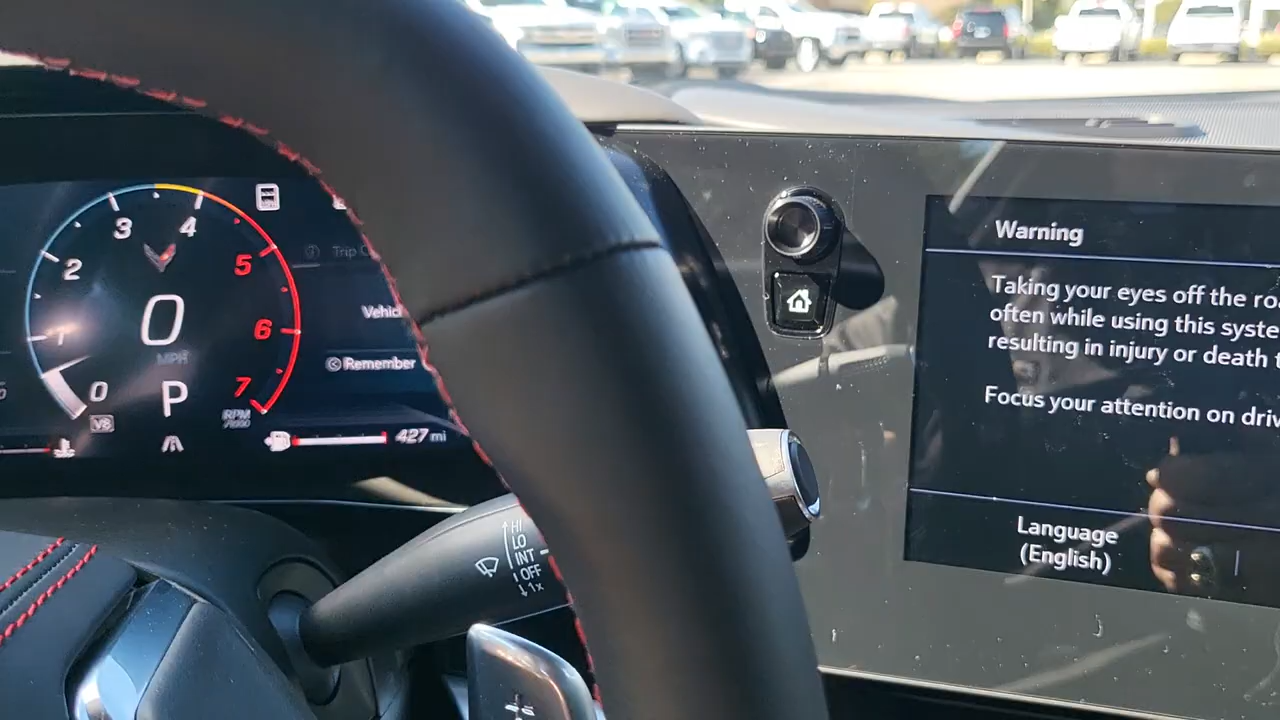 3
4
2
5
1
0
6
MPH
0
P
7
V8
RPM
Trip
Vehicl
Remember
427 mi
HI
LO
INT
OFF
1x
Warning
Taking your eyes off the ro
often while using this syste
resulting in injury or death
Focus your attention on driv
Language
(English)